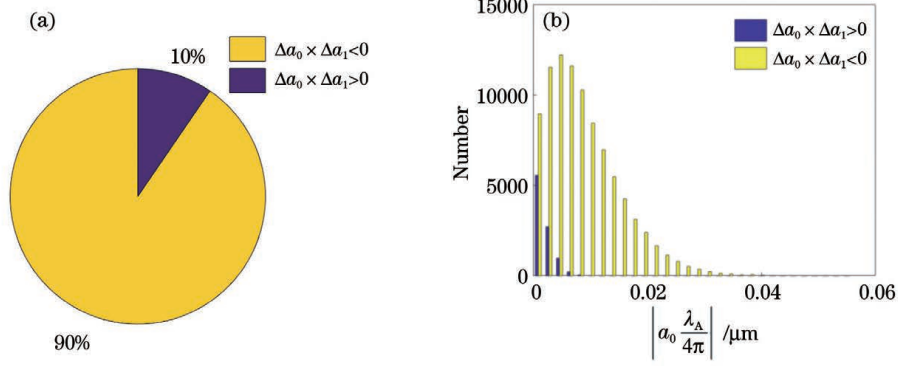 (a)
10%
Δa₀ × Δa₁<0
Δa₀ × Δa₁>0
90%
(b)
15000
10000
5000
0
Number
Δa₀ × Δa₁>0
Δa₀ × Δa₁<0
0 0.02 0.04 0.06
|a₀ λ_A/4π| /μm